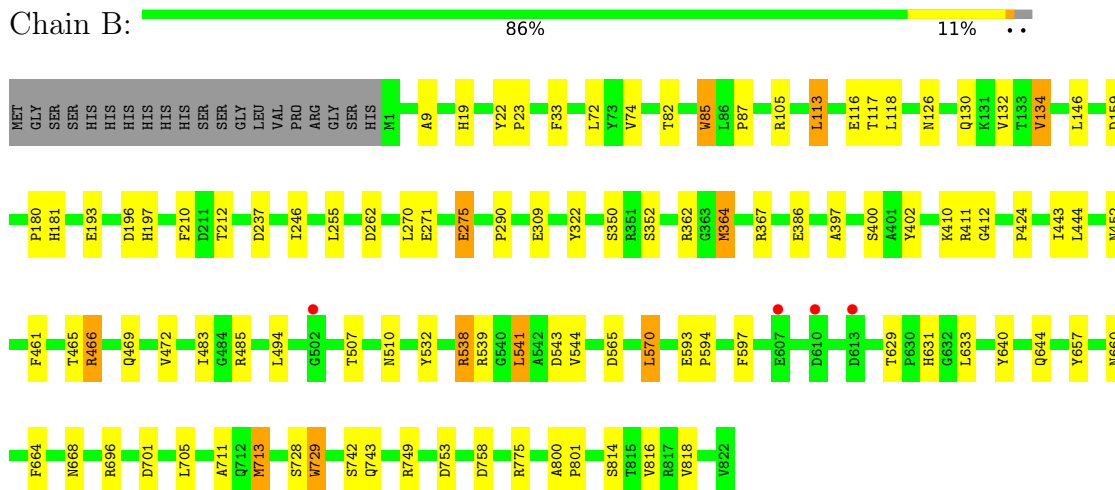 Chain B:
86% 11% • •
MET GLY SER SER HIS HIS HIS HIS HIS HIS SER SER GLY LEU VAL PRO ARG GLY SER HIS M1 A9 H19 Y22 P23 F33 L72 Y73 V74 T82 W85 L86 P87 R105 L113 E116 T117 L118 N126 Q130 K131 V132 T133 V134 L146
P180 H181 E193 D196 H197 F210 D211 T212 D237 I246 L255 D262 L270 E271 E275 P290 E309 Y322 S350 R351 S352 R362 G363 M364 R367 E386 A397 S400 A401 Y402 K410 R411 G412 P424 I443 L444
F461 T465 R466 Q469 V472 I483 G484 R485 L494 G502 T507 N510 Y532 R538 R539 G540 L541 A542 D543 V544 D565 L570 E593 P594 F597 E607 D610 D613 T629 P630 H631 G632 L633 Y640 Q644 Y657
F664 N668 R696 D701 L705 A711 Q712 M713 S728 W729 S742 Q743 R749 D753 D758 R775 A800 P801 S814 T815 V816 R817 V818 V822